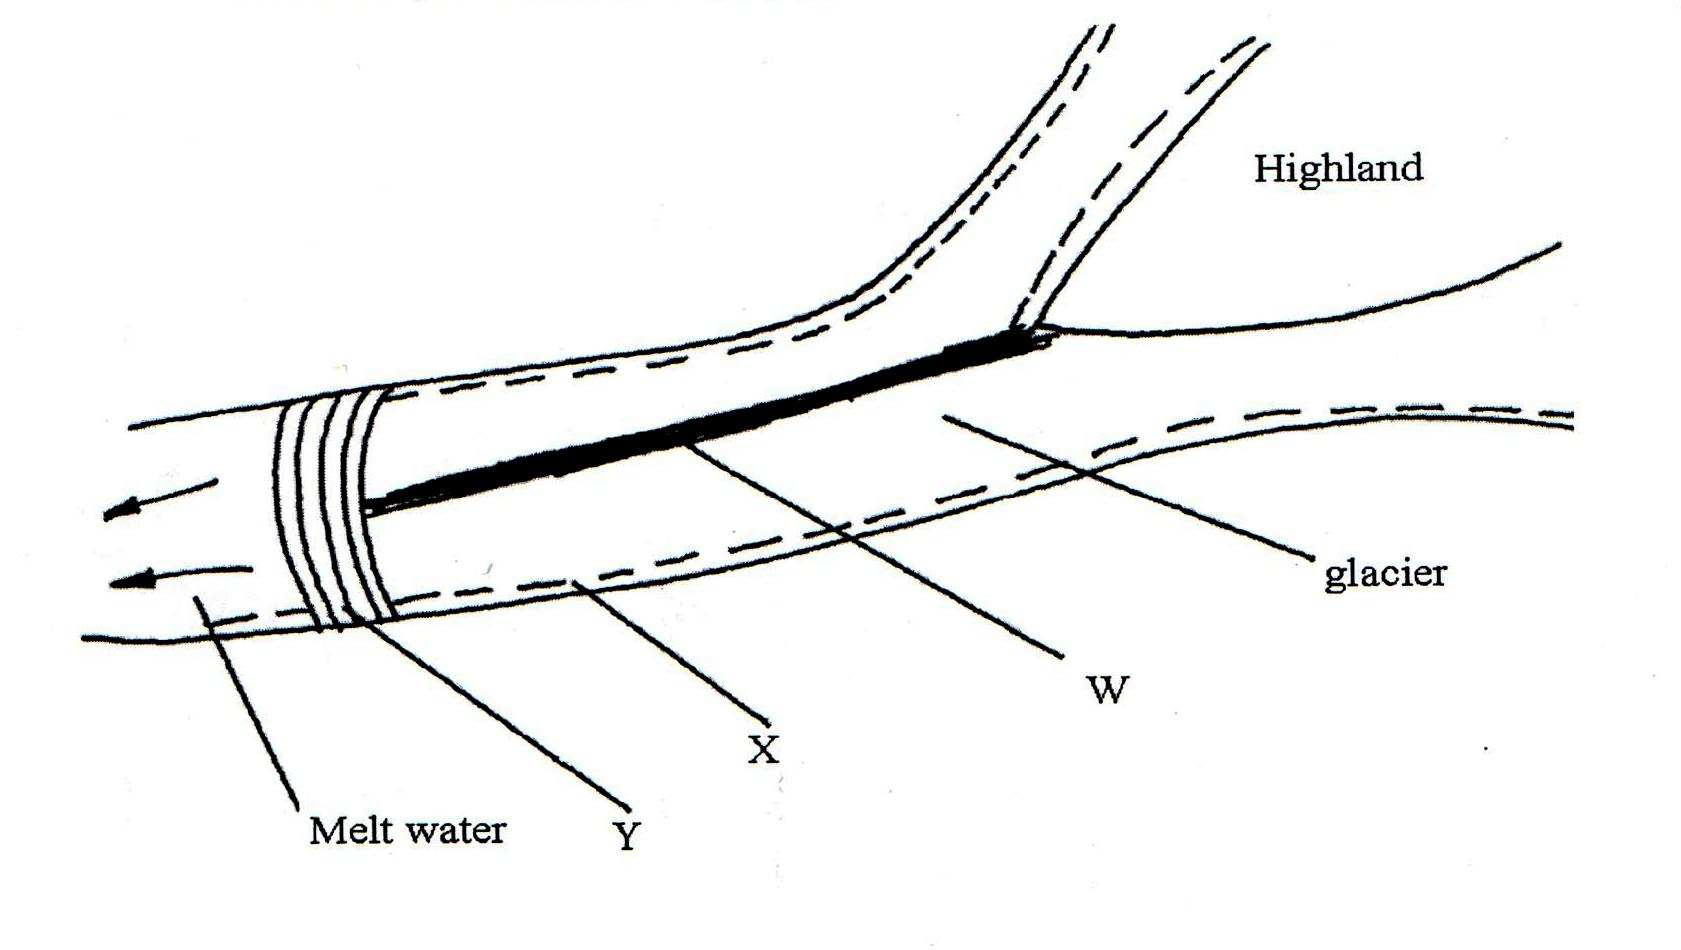 Highland
glacier
W
X
Melt water
Y